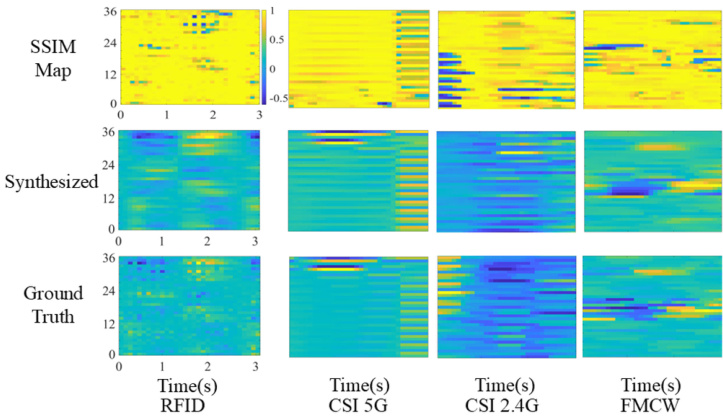 SSIM
Map
36
24
12
0
0
1
2
3
1
0.5
0
-0.5
Synthesized
36
24
12
0
0
1
2
3
Ground
Truth
36
24
12
0
0
1
2
3
Time(s)
RFID
Time(s)
CSI 5G
Time(s)
CSI 2.4G
Time(s)
FMCW